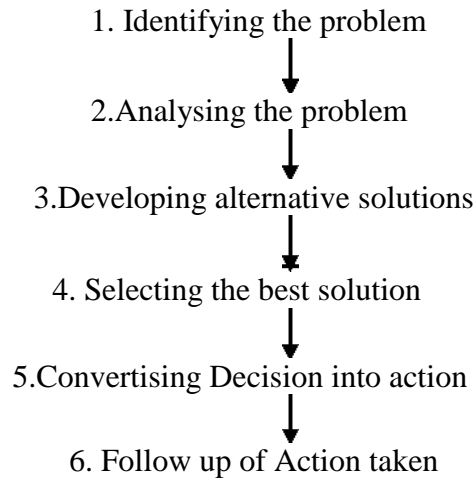 1. Identifying the problem
2.Analysing the problem
3.Developing alternative solutions
4. Selecting the best solution
5.Convertising Decision into action
6. Follow up of Action taken